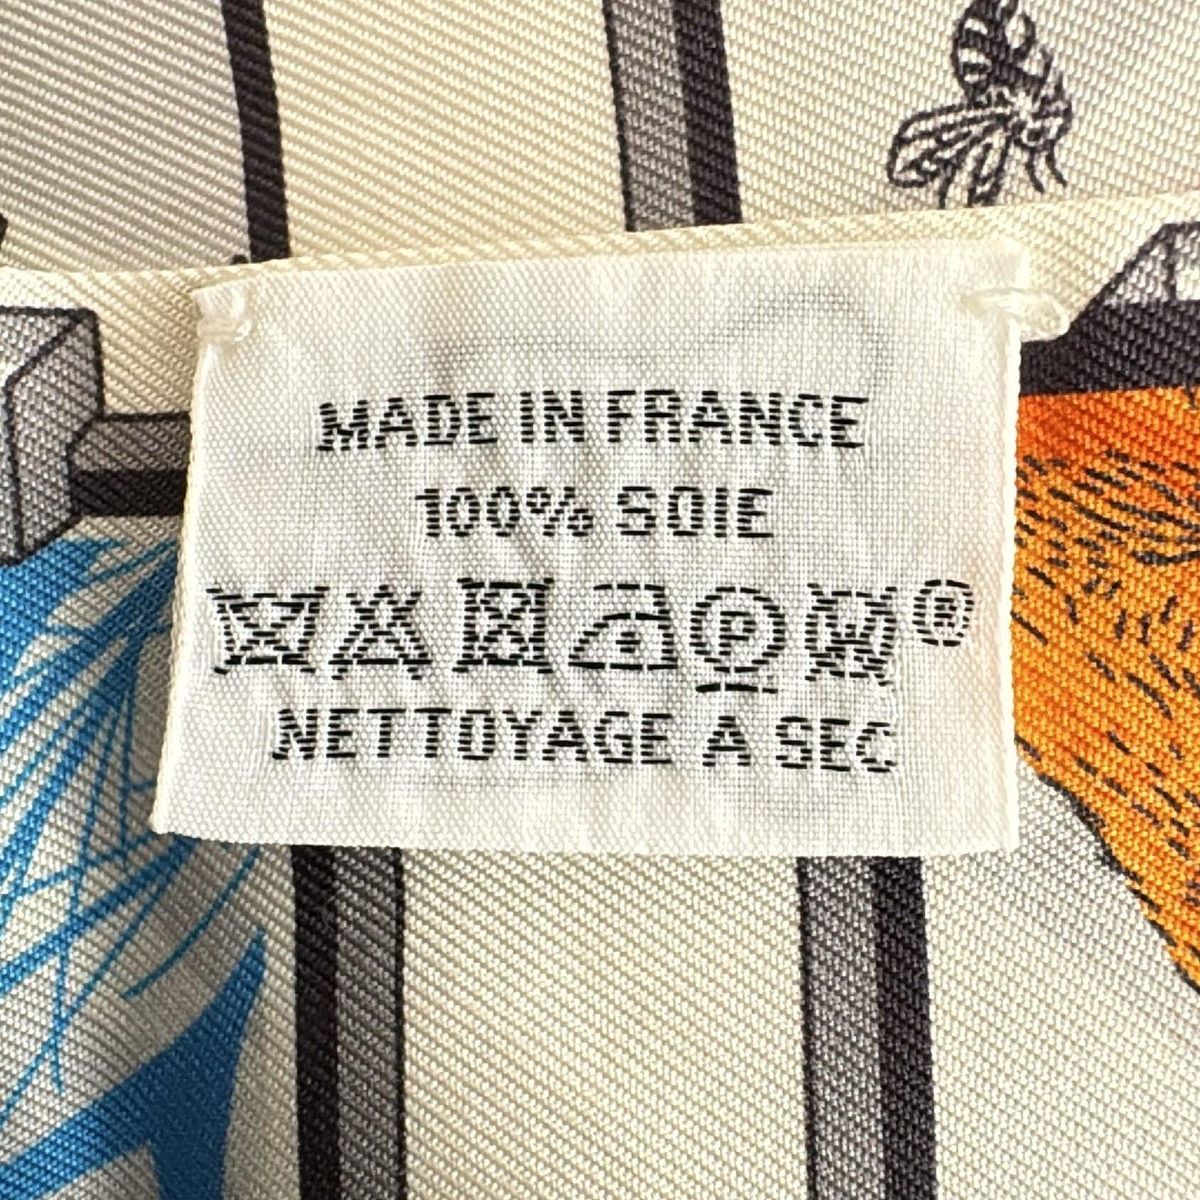 MADE IN FRANCE
100% SOIE
P ®
NETTOYAGE A SEC